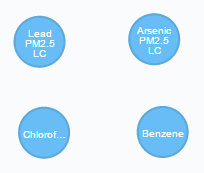 Lead
PM2.5
LC
Arsenic
PM2.5
LC
Chlorof...
Benzene